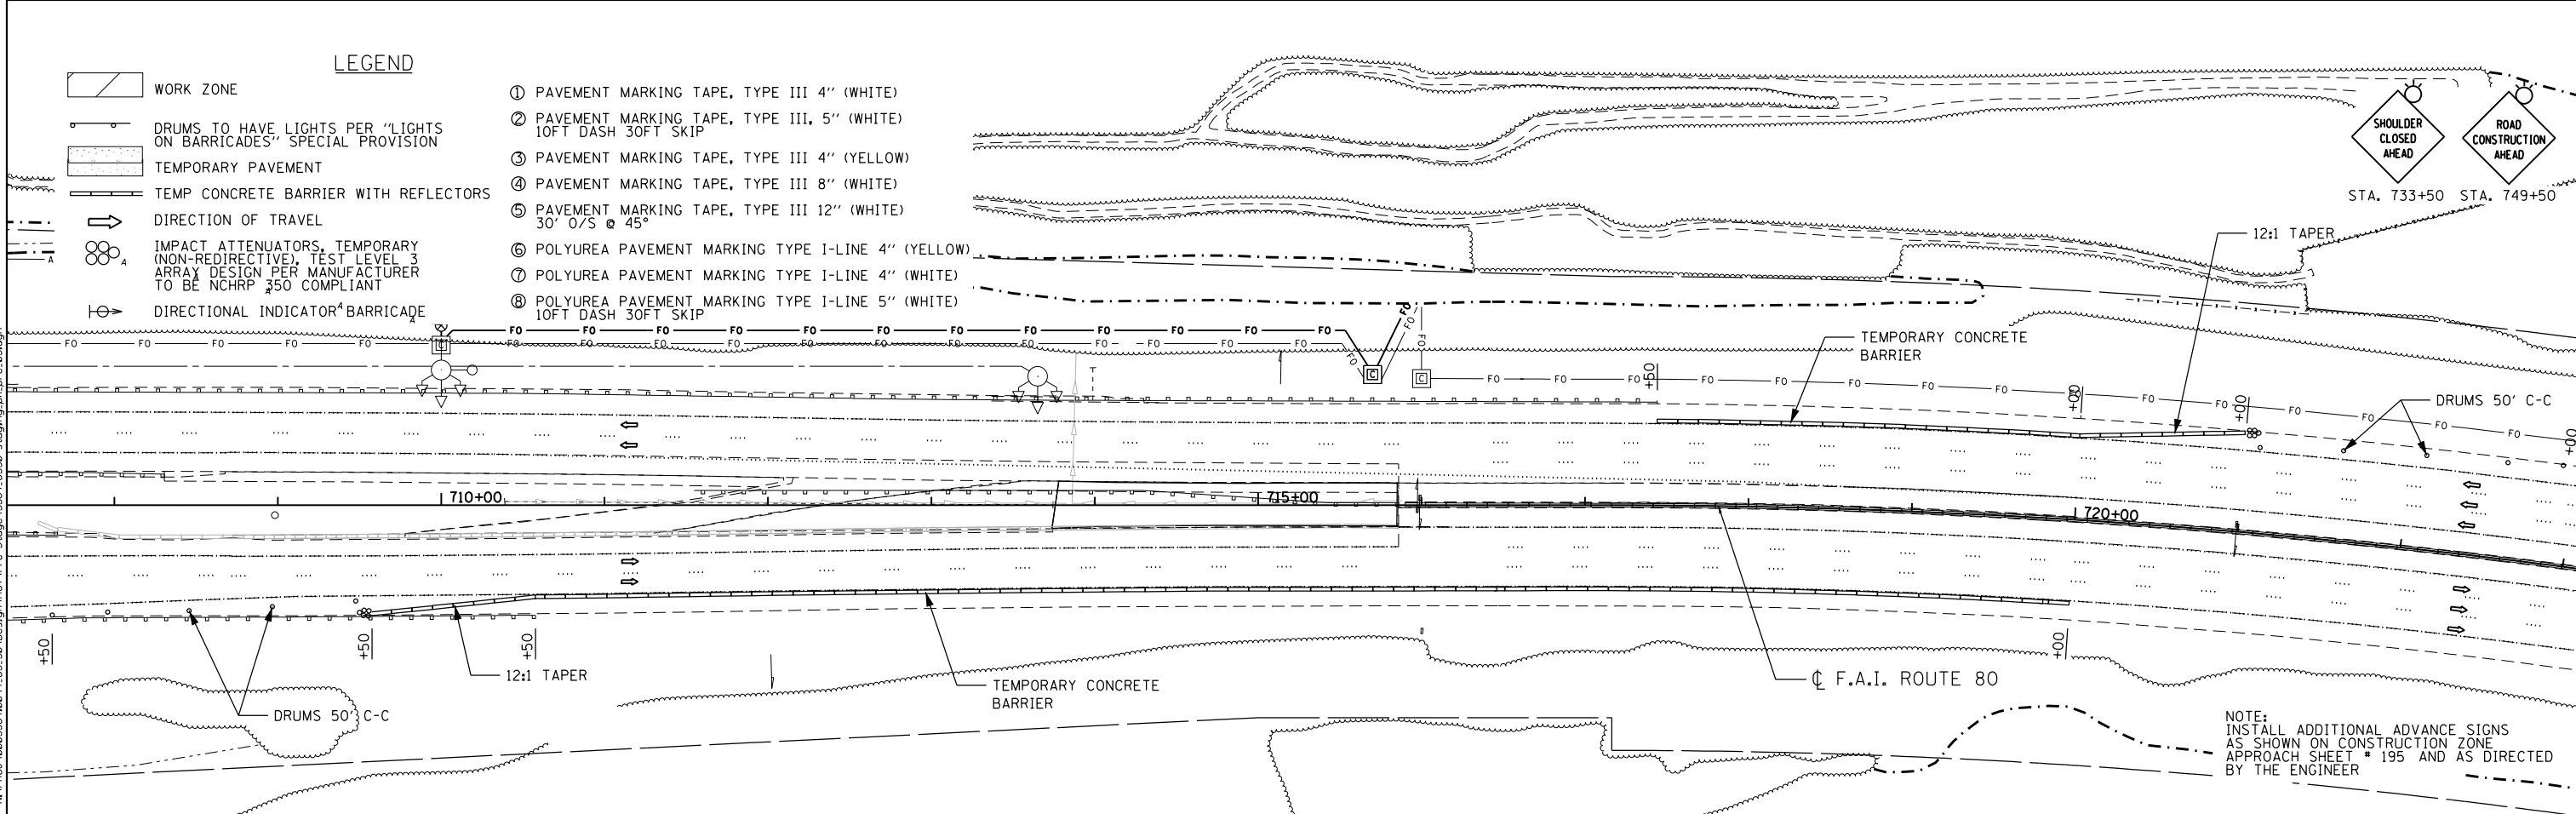 LEGEND
WORK ZONE
DRUMS TO HAVE LIGHTS PER "LIGHTS
ON BARRICADES" SPECIAL PROVISION
TEMPORARY PAVEMENT
TEMP CONCRETE BARRIER WITH REFLECTORS
DIRECTION OF TRAVEL
IMPACT ATTENUATORS, TEMPORARY
(NON-REDIRECTIVE), TEST LEVEL 3
ARRAY DESIGN PER MANUFACTURER
TO BE NCHRP 350 COMPLIANT
DIRECTIONAL INDICATOR BARRICADE
① PAVEMENT MARKING TAPE, TYPE III 4" (WHITE)
② PAVEMENT MARKING TAPE, TYPE III, 5" (WHITE)
10FT DASH 30FT SKIP
③ PAVEMENT MARKING TAPE, TYPE III 4" (YELLOW)
④ PAVEMENT MARKING TAPE, TYPE III 8" (WHITE)
⑤ PAVEMENT MARKING TAPE, TYPE III 12" (WHITE)
30' O/S @ 45°
⑥ POLYUREA PAVEMENT MARKING TYPE I-LINE 4" (YELLOW)
⑦ POLYUREA PAVEMENT MARKING TYPE I-LINE 4" (WHITE)
⑧ POLYUREA PAVEMENT MARKING TYPE I-LINE 5" (WHITE)
10FT DASH 30FT SKIP
SHOULDER
CLOSED
AHEAD
STA. 733+50
ROAD
CONSTRUCTION
AHEAD
STA. 749+50
12:1 TAPER
TEMPORARY CONCRETE
BARRIER
DRUMS 50' C-C
+50
+00
+00
+00
710+00
715+00
720+00
+50
+50
+50
+00
12:1 TAPER
DRUMS 50' C-C
TEMPORARY CONCRETE
BARRIER
℄ F.A.I. ROUTE 80
NOTE:
INSTALL ADDITIONAL ADVANCE SIGNS
AS SHOWN ON CONSTRUCTION ZONE
APPROACH SHEET # 195 AND AS DIRECTED
BY THE ENGINEER